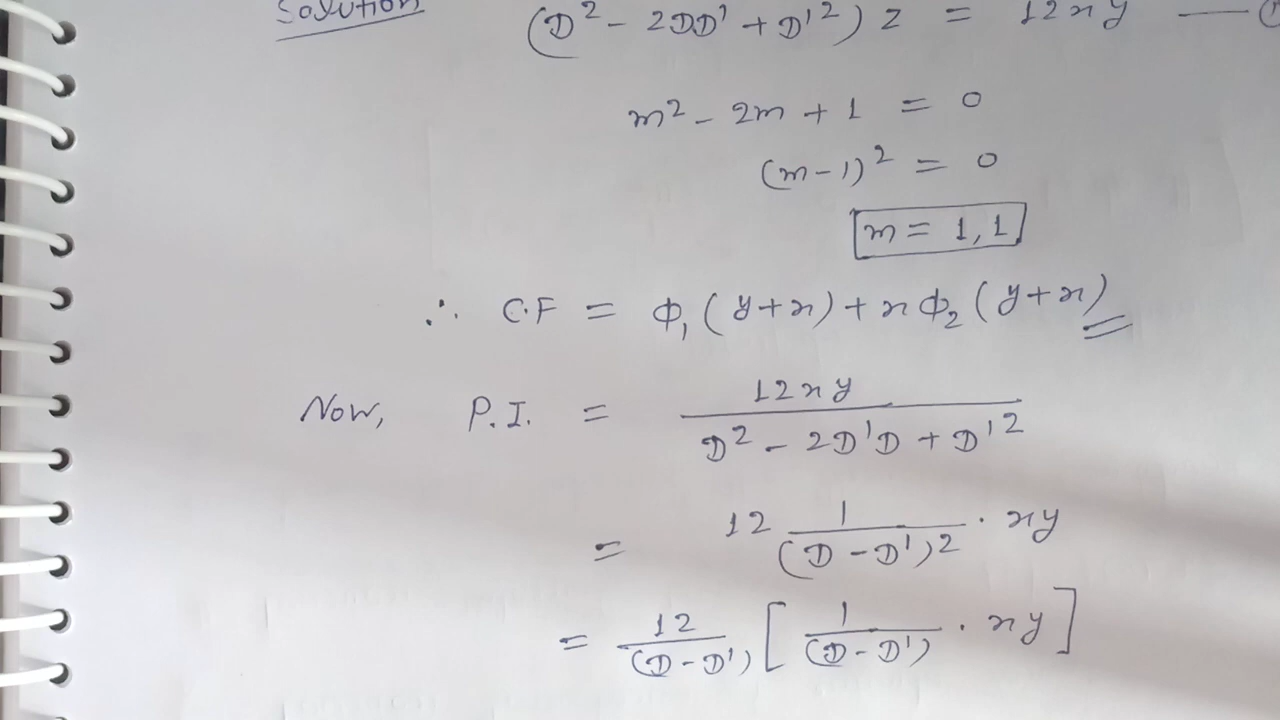 Solution (D² - 2DD' + D'²) z = 12xy —
m² - 2m + 1 = 0
(m-1)² = 0
m = 1, 1
∴ C.F = Φ₁(y+x) + xΦ₂(y+x)
Now, P.I. = 12xy / (D² - 2D'D + D'²)
= 12 1/(D-D')² · xy
= 12/(D-D') [ 1/(D-D') · xy ]